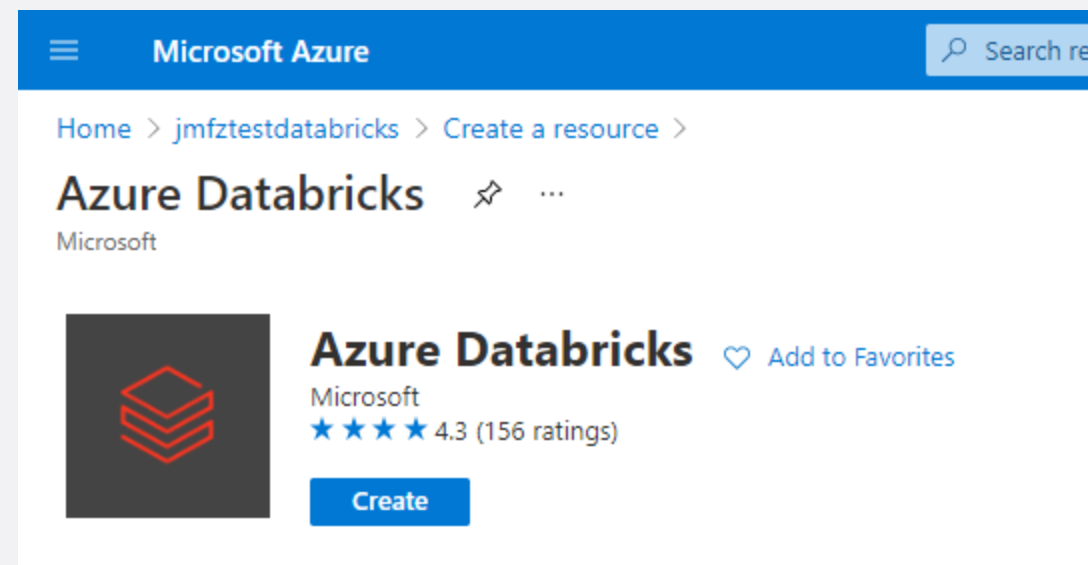 Microsoft Azure
Search re
Home > jmfztestdatabricks > Create a resource >
Azure Databricks ...
Microsoft
Azure Databricks Add to Favorites
Microsoft
4.3 (156 ratings)
Create